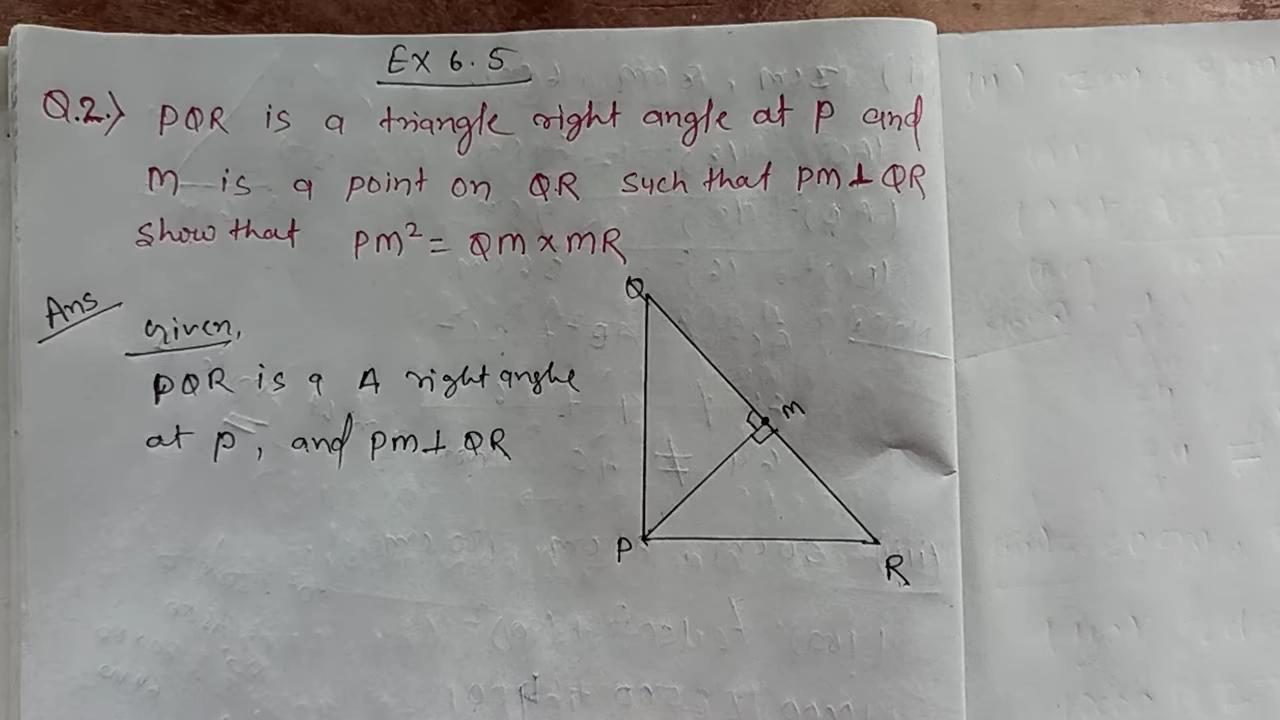 EX 6.5
Q.2.) PQR is a triangle right angle at P and
M is a point on QR such that PM ⊥ QR
show that PM² = QM × MR
Ans
given,
PQR is a Δ right angle
at P, and PM ⊥ QR
Q
M
P
R